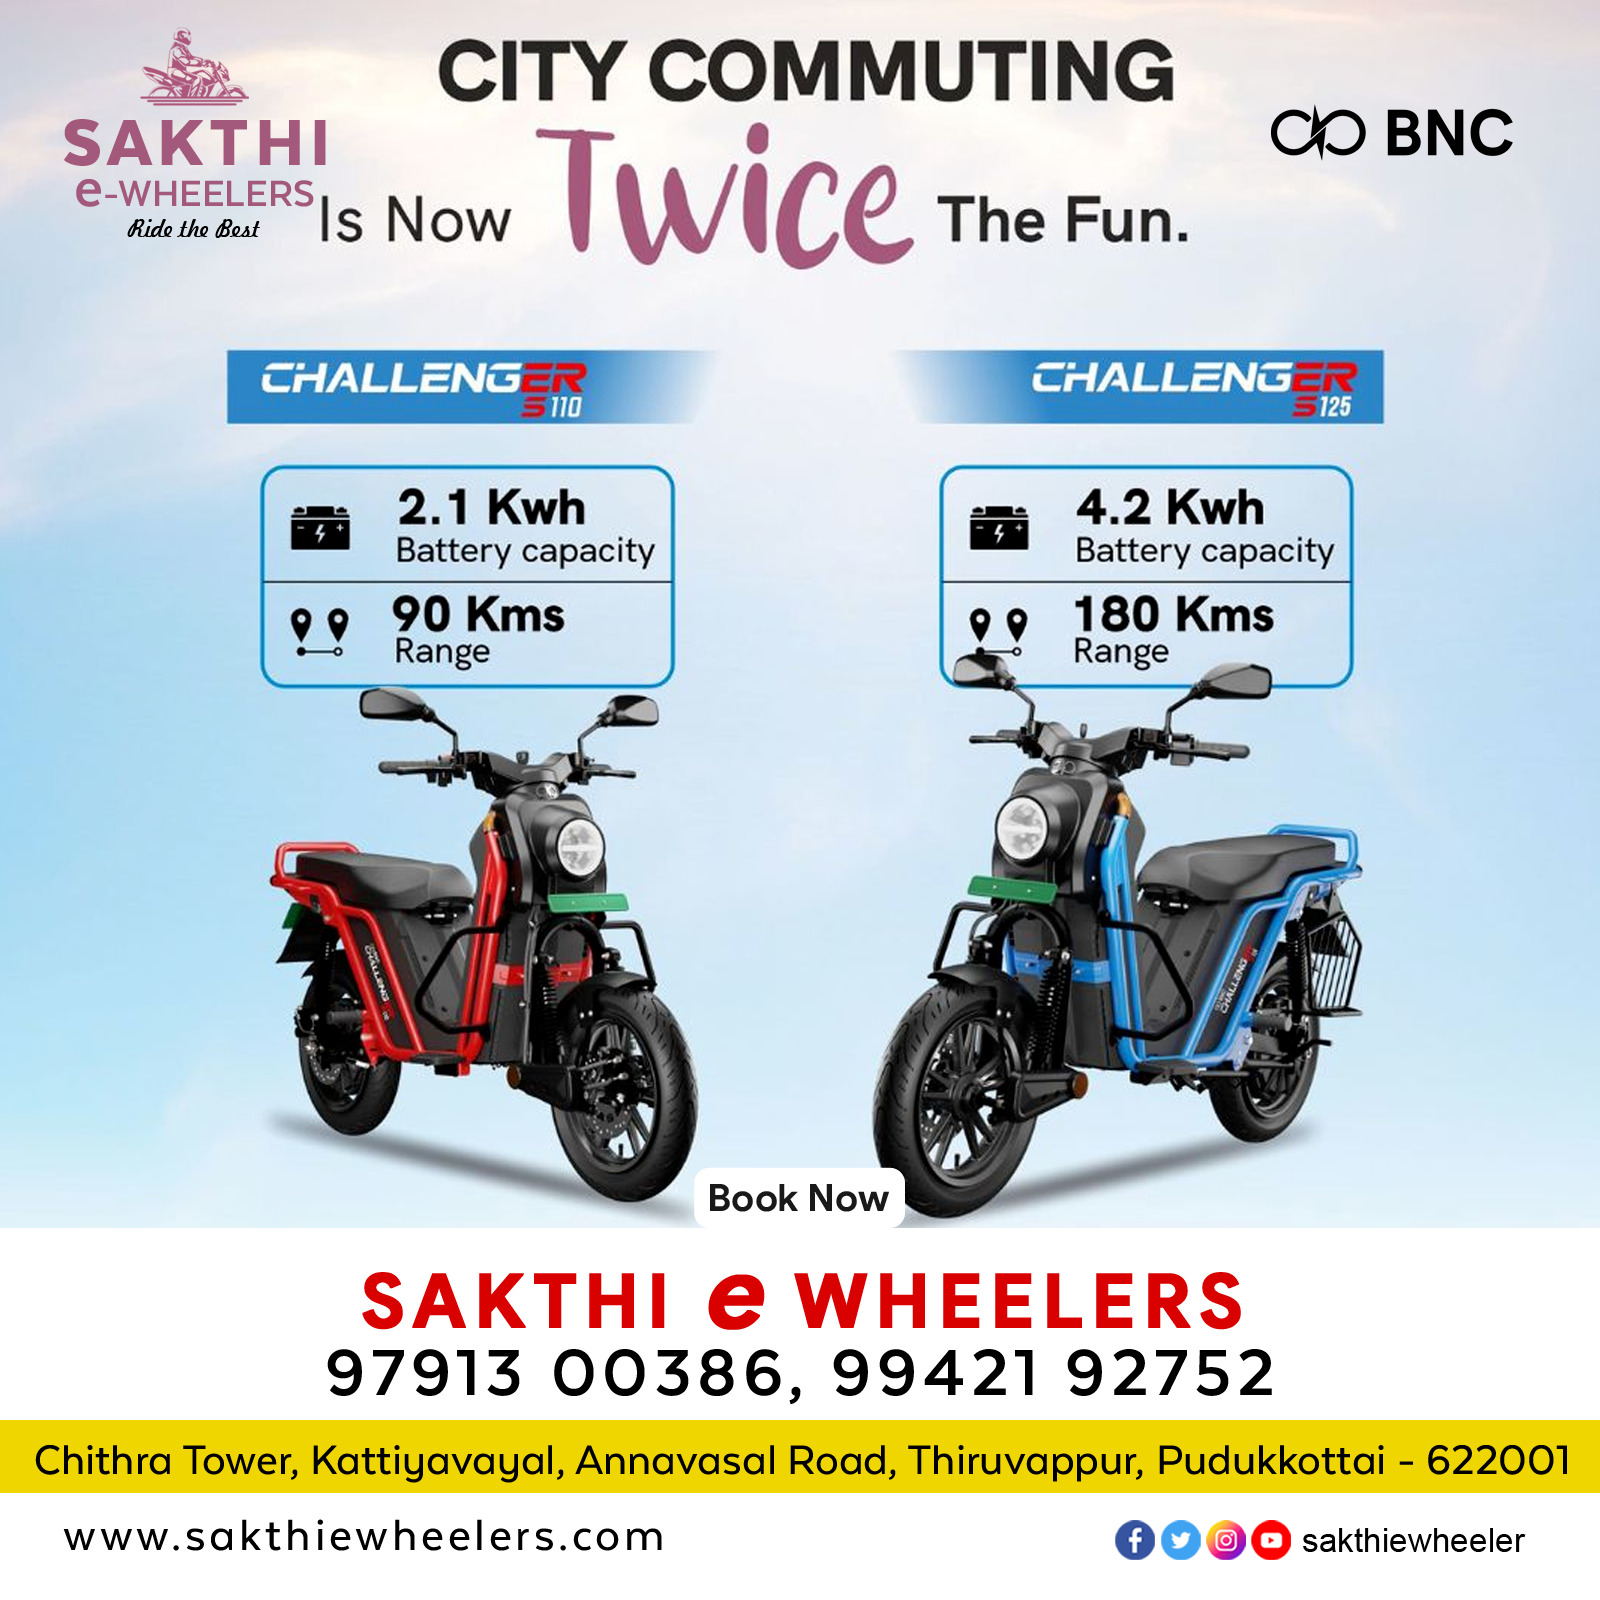 SAKTHI
e-WHEELERS
Ride the Best
CITY COMMUTING
Is Now Twice The Fun.
BNC
CHALLENGER
S110
2.1 Kwh
Battery capacity
90 Kms
Range
CHALLENGER
S125
4.2 Kwh
Battery capacity
180 Kms
Range
CHALLENGER
CHALLENGER
Book Now
SAKTHI e WHEELERS
97913 00386, 99421 92752
Chithra Tower, Kattiyavayal, Annavasal Road, Thiruvappur, Pudukkottai - 622001
www.sakthiewheelers.com
sakthiewheeler